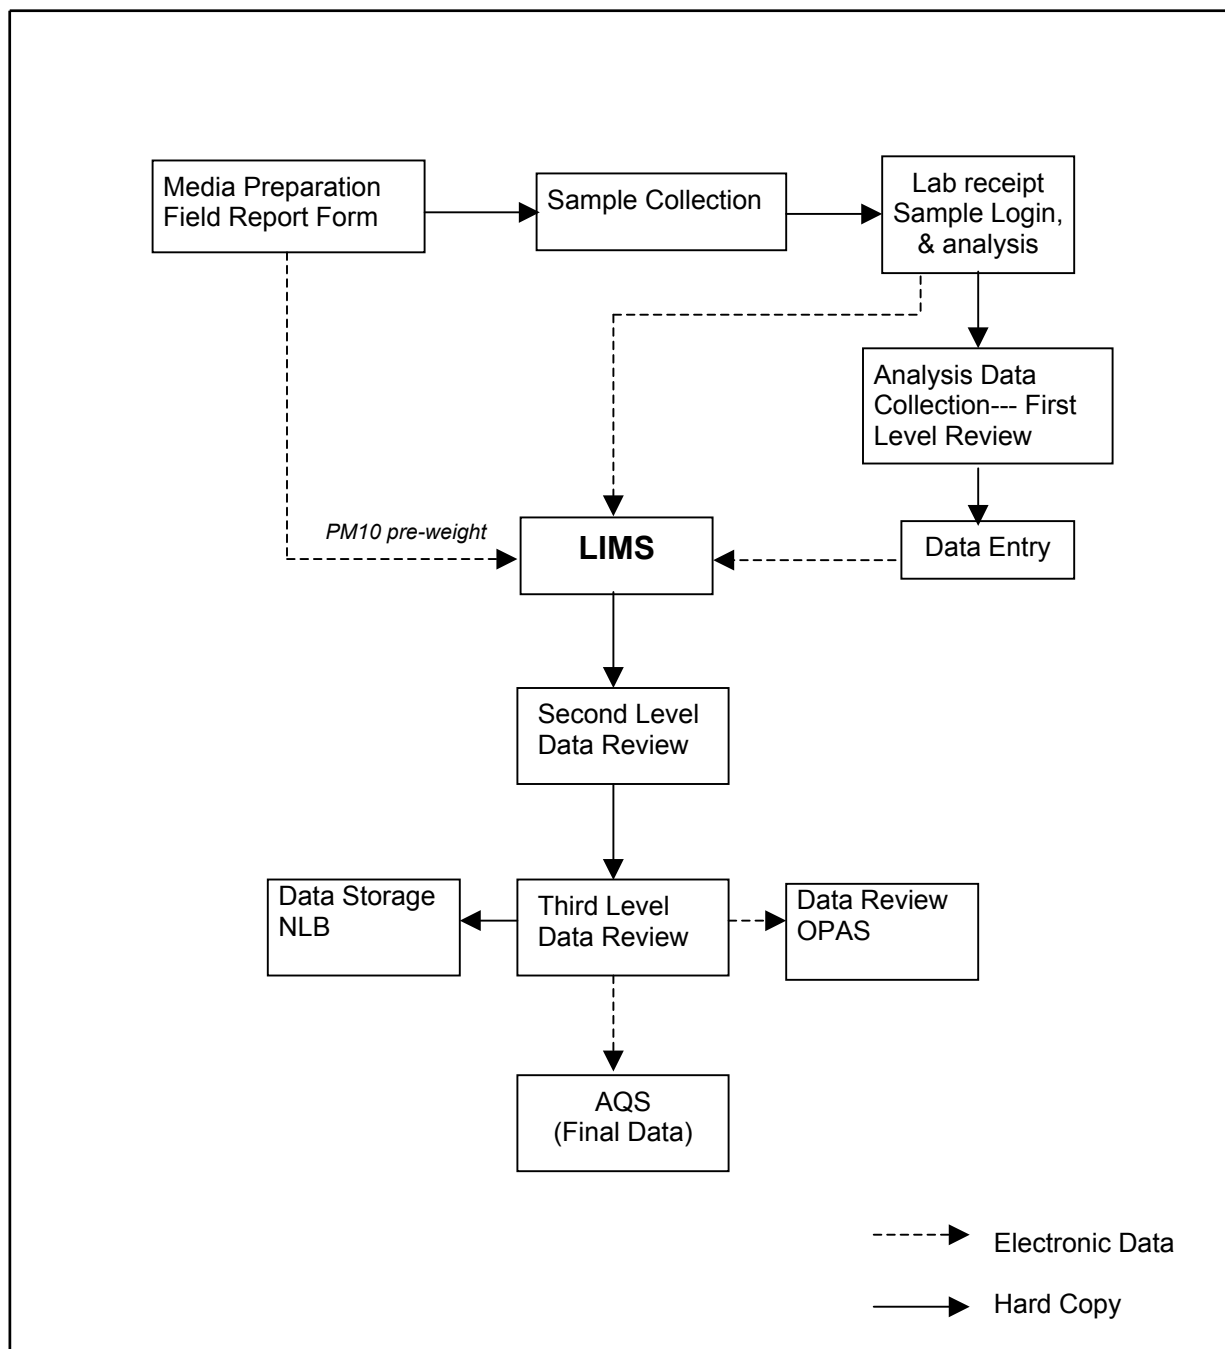 Media Preparation
Field Report Form
Sample Collection
Lab receipt
Sample Login,
& analysis
Analysis Data
Collection--- First
Level Review
PM10 pre-weight
LIMS
Data Entry
Second Level
Data Review
Data Storage
NLB
Third Level
Data Review
Data Review
OPAS
AQS
(Final Data)
Electronic Data
Hard Copy